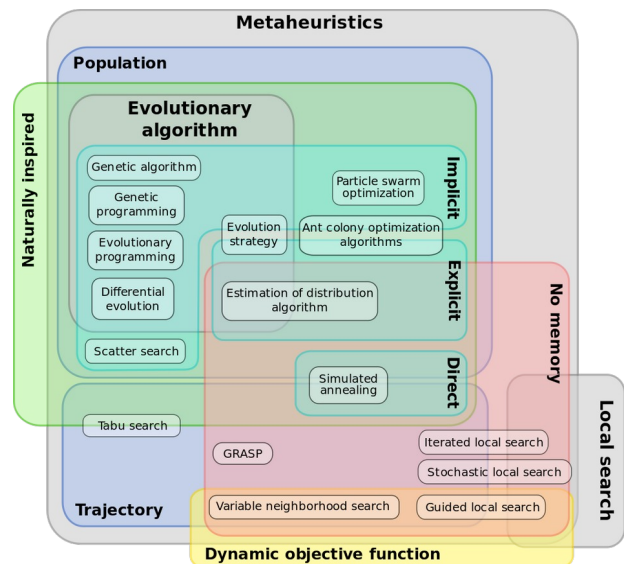 Metaheuristics
Population
Naturally inspired
Evolutionary
algorithm
Implicit
Genetic algorithm
Particle swarm
optimization
Genetic
programming
Evolution
strategy
Ant colony optimization
algorithms
Evolutionary
programming
Explicit
No memory
Differential
evolution
Estimation of distribution
algorithm
Scatter search
Direct
Simulated
annealing
Local search
Tabu search
Iterated local search
GRASP
Stochastic local search
Trajectory
Variable neighborhood search
Guided local search
Dynamic objective function